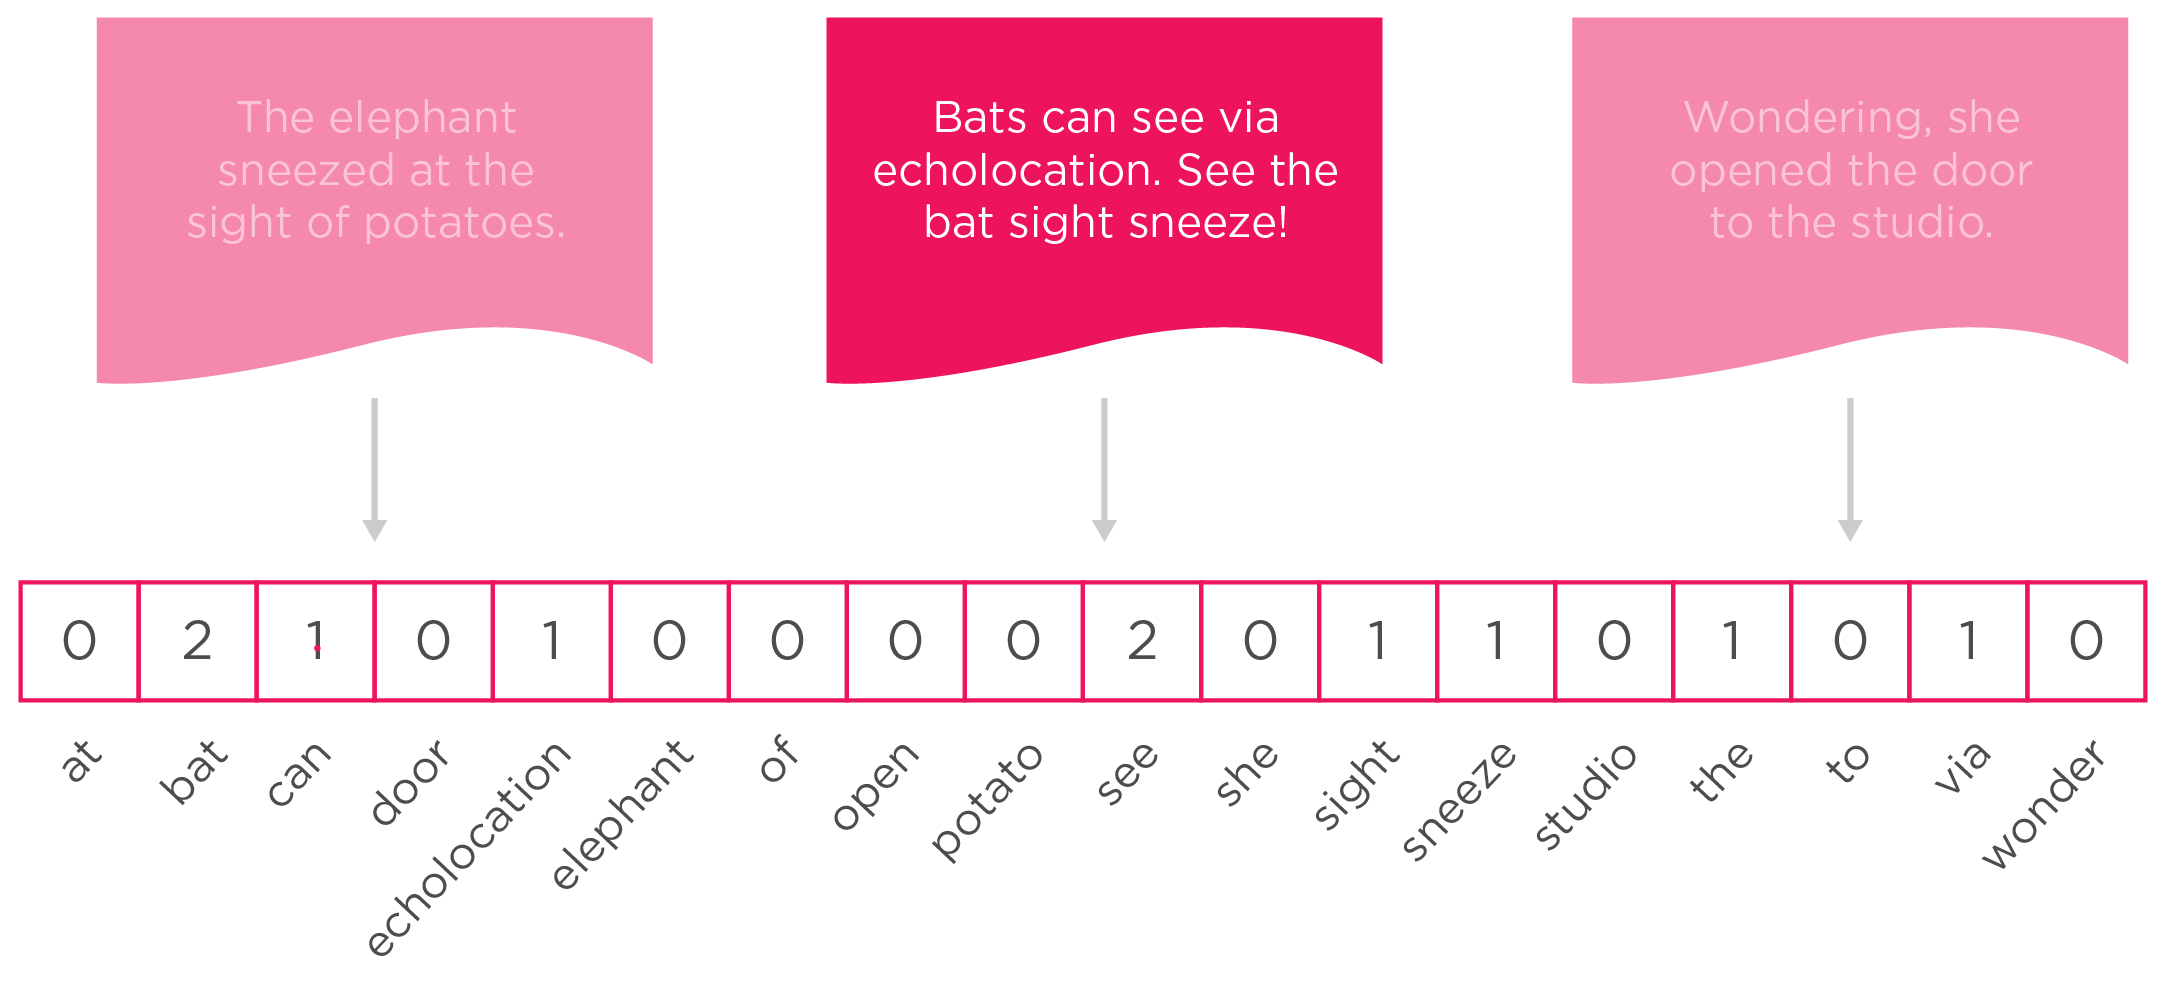 The elephant
sneezed at the
sight of potatoes.
Bats can see via
echolocation. See the
bat sight sneeze!
Wondering, she
opened the door
to the studio.
0 2 1 0 1 0 0 0 0 2 0 1 1 0 1 0 1 0
at bat can door echolocation elephant of open potato see she sight sneeze studio the to via wonder